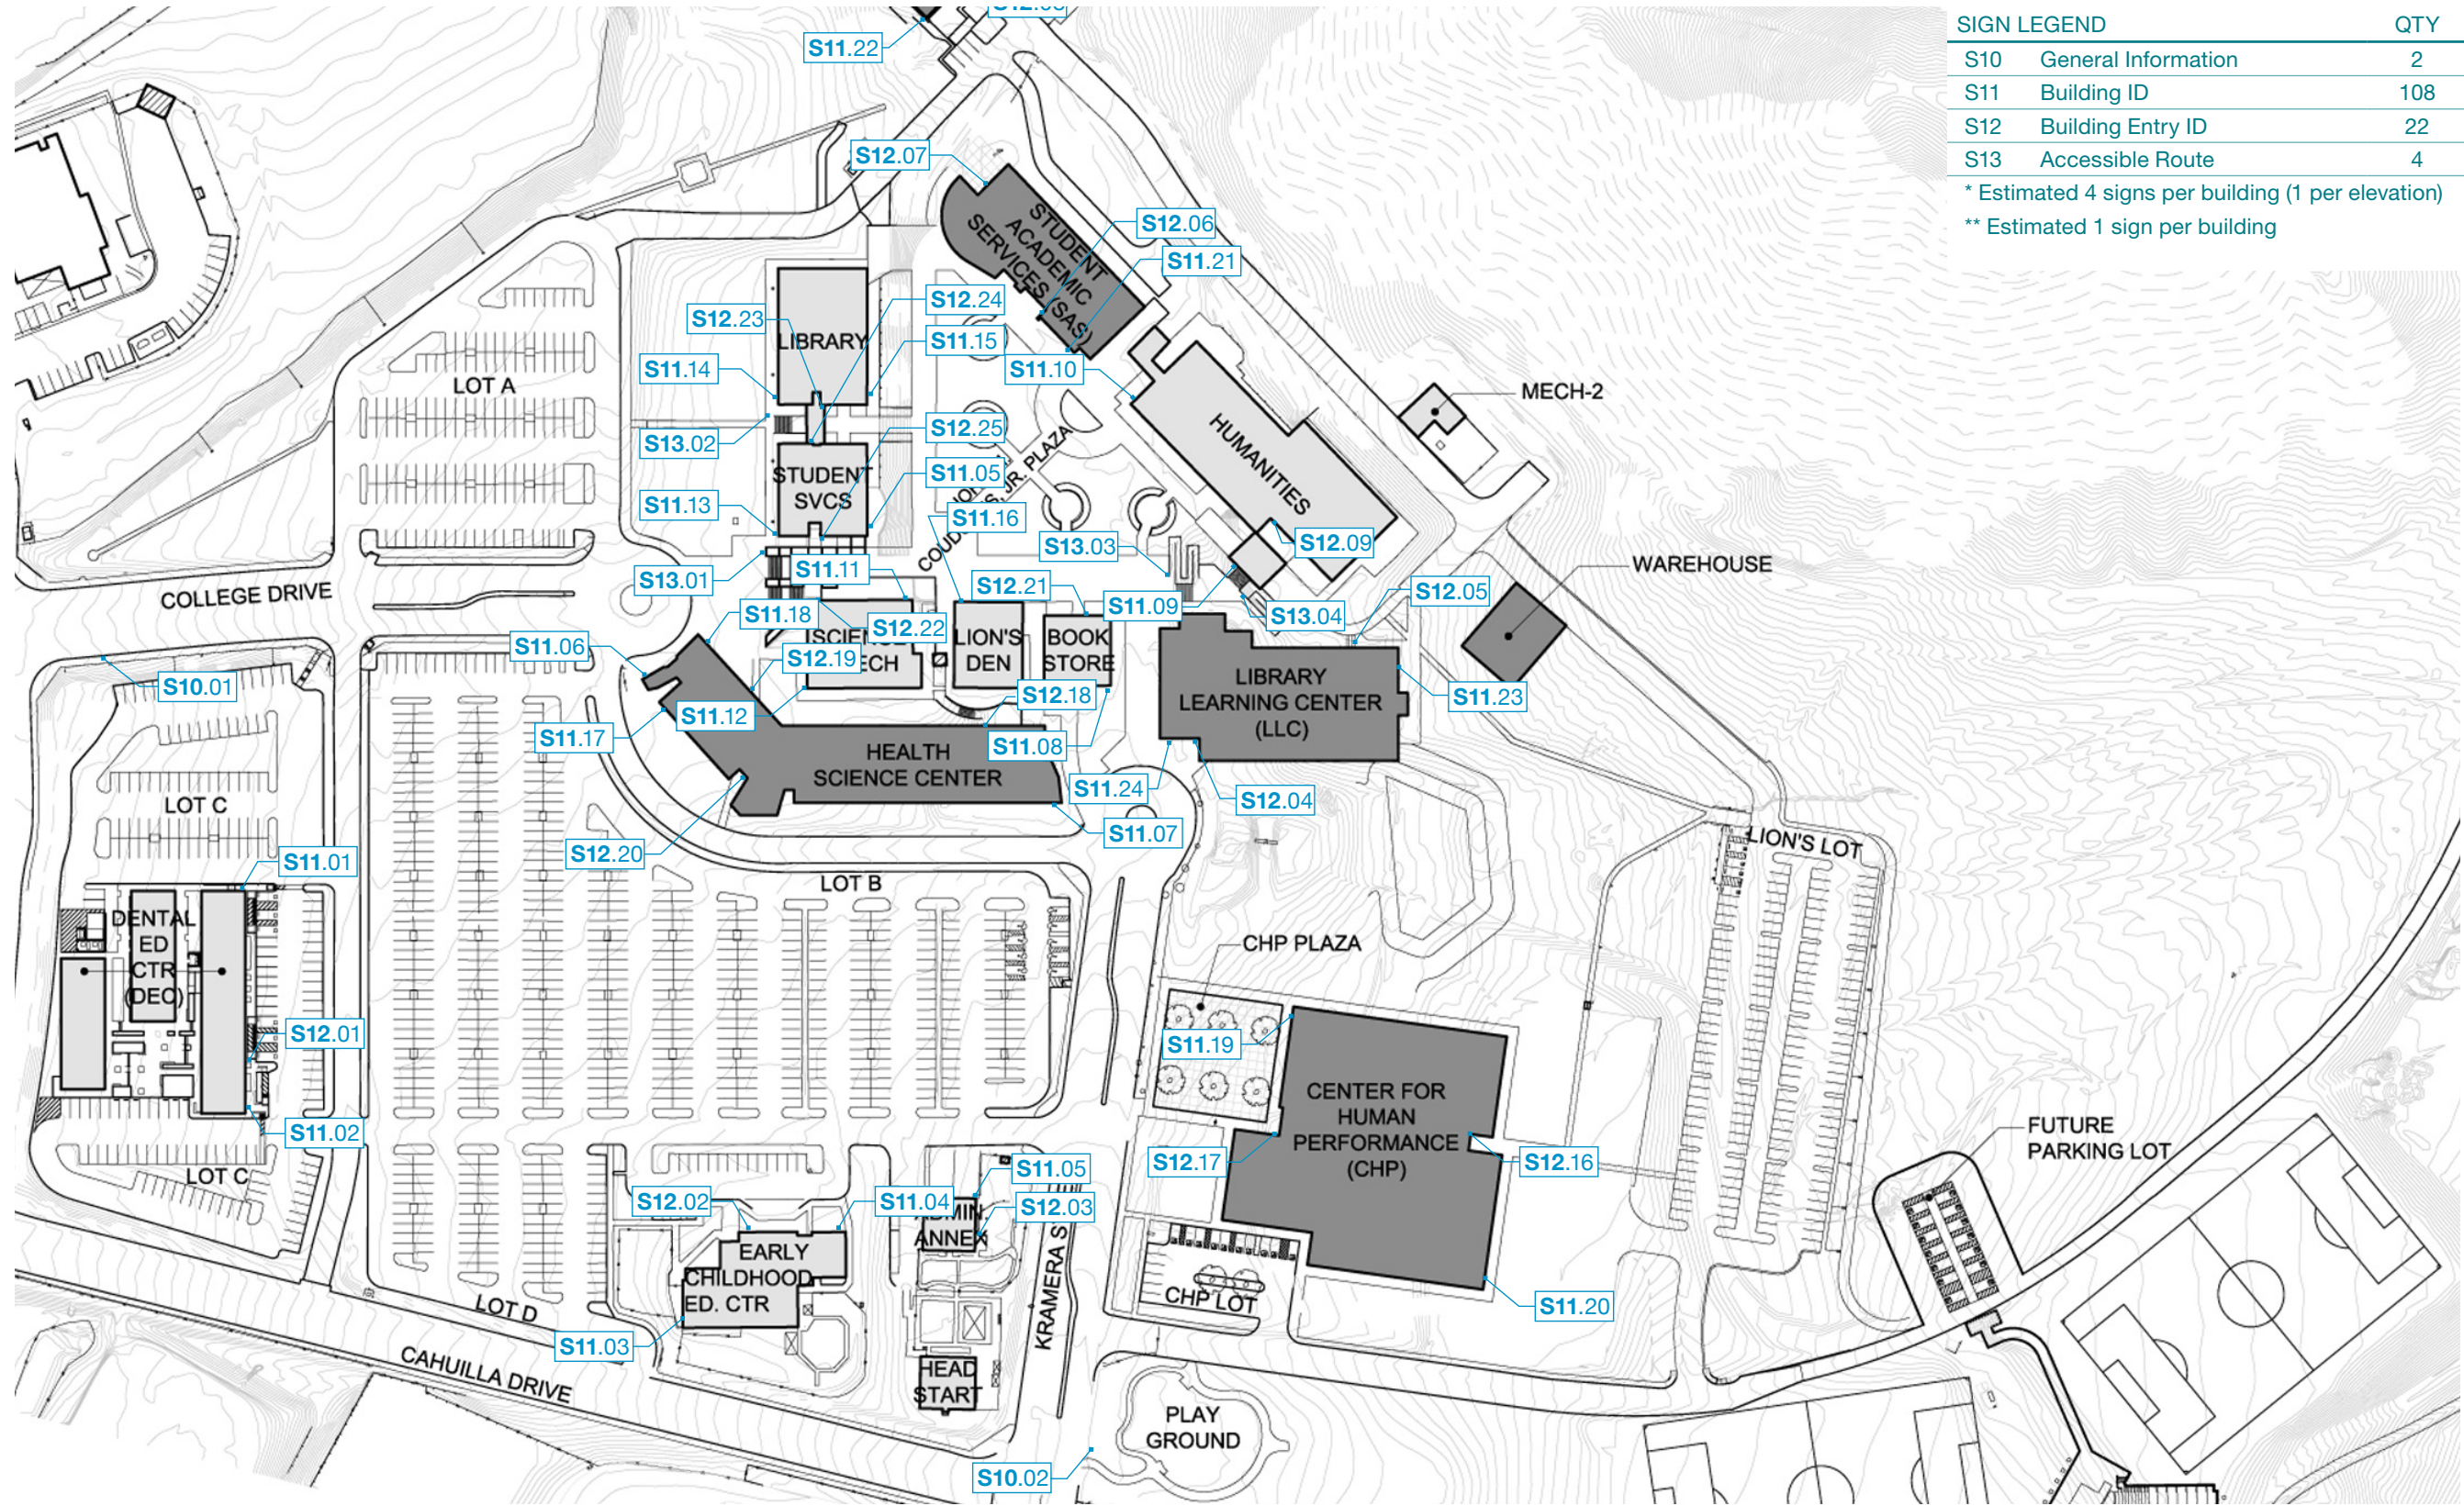 SIGN LEGEND QTY
S10 General Information 2
S11 Building ID 108
S12 Building Entry ID 22
S13 Accessible Route 4
* Estimated 4 signs per building (1 per elevation)
** Estimated 1 sign per building
S11.22
S12.07
STUDENT
ACADEMIC
SERVICES (SAS)
S12.06
S11.21
S12.24
S12.23
LIBRARY
S11.15
S11.14
S11.10
LOT A
MECH-2
S12.25
S13.02
HUMANITIES
STUDENT
SVCS
S11.05
S11.13
S11.16
JR. PLAZA
S12.09
S13.03
WAREHOUSE
S13.01
S11.11
S12.21
S12.05
COLLEGE DRIVE
S11.18
S11.09
S13.04
S12.22
S11.06
LION'S
DEN
BOOK
STORE
S12.19
S10.01
LIBRARY
LEARNING CENTER
(LLC)
S11.23
S12.18
S11.12
S11.17
S11.08
HEALTH
SCIENCE CENTER
S11.24
S12.04
LOT C
S11.07
LION'S LOT
S12.20
S11.01
LOT B
DENTAL
ED
CTR
(DEC)
CHP PLAZA
S12.01
S11.19
CENTER FOR
HUMAN
PERFORMANCE
(CHP)
S11.02
FUTURE
PARKING LOT
S12.17
S12.16
LOT C
S11.05
S12.02
S11.04
S12.03
ADMIN.
ANNEX
EARLY
CHILDHOOD
ED. CTR
KRAMERA S
CHP LOT
LOT D
S11.20
S11.03
CAHUILLA DRIVE
HEAD
START
PLAY
GROUND
S10.02